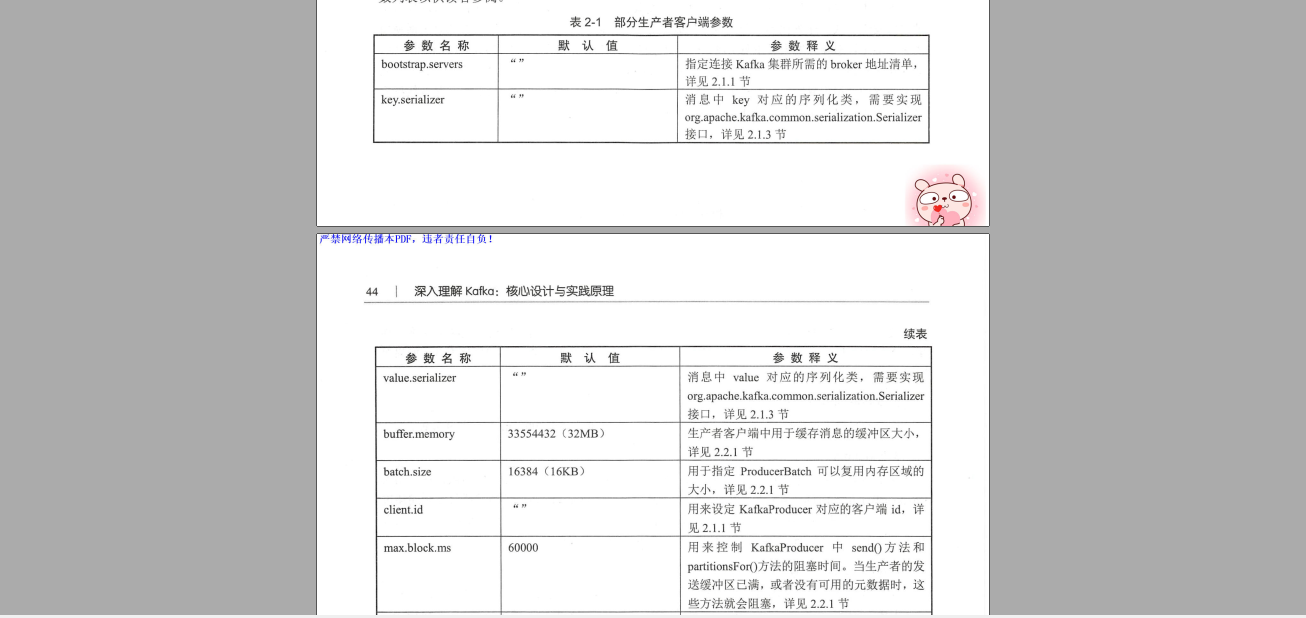 表 2-1 部分生产者客户端参数
参 数 名 称 默 认 值 参 数 释 义
bootstrap.servers “ ” 指定连接 Kafka 集群所需的 broker 地址清单，
详见 2.1.1 节
key.serializer “ ” 消息中 key 对应的序列化类，需要实现
org.apache.kafka.common.serialization.Serializer
接口，详见 2.1.3 节
严禁网络传播本PDF，违者责任自负！
44 | 深入理解 Kafka：核心设计与实践原理
续表
参 数 名 称 默 认 值 参 数 释 义
value.serializer “ ” 消息中 value 对应的序列化类，需要实现
org.apache.kafka.common.serialization.Serializer
接口，详见 2.1.3 节
buffer.memory 33554432（32MB） 生产者客户端中用于缓存消息的缓冲区大小，
详见 2.2.1 节
batch.size 16384（16KB） 用于指定 ProducerBatch 可以复用内存区域的
大小，详见 2.2.1 节
client.id “ ” 用来设定 KafkaProducer 对应的客户端 id，详
见 2.1.1 节
max.block.ms 60000 用来控制 KafkaProducer 中 send()方法和
partitionsFor()方法的阻塞时间。当生产者的发
送缓冲区已满，或者没有可用的元数据时，这
些方法就会阻塞，详见 2.2.1 节